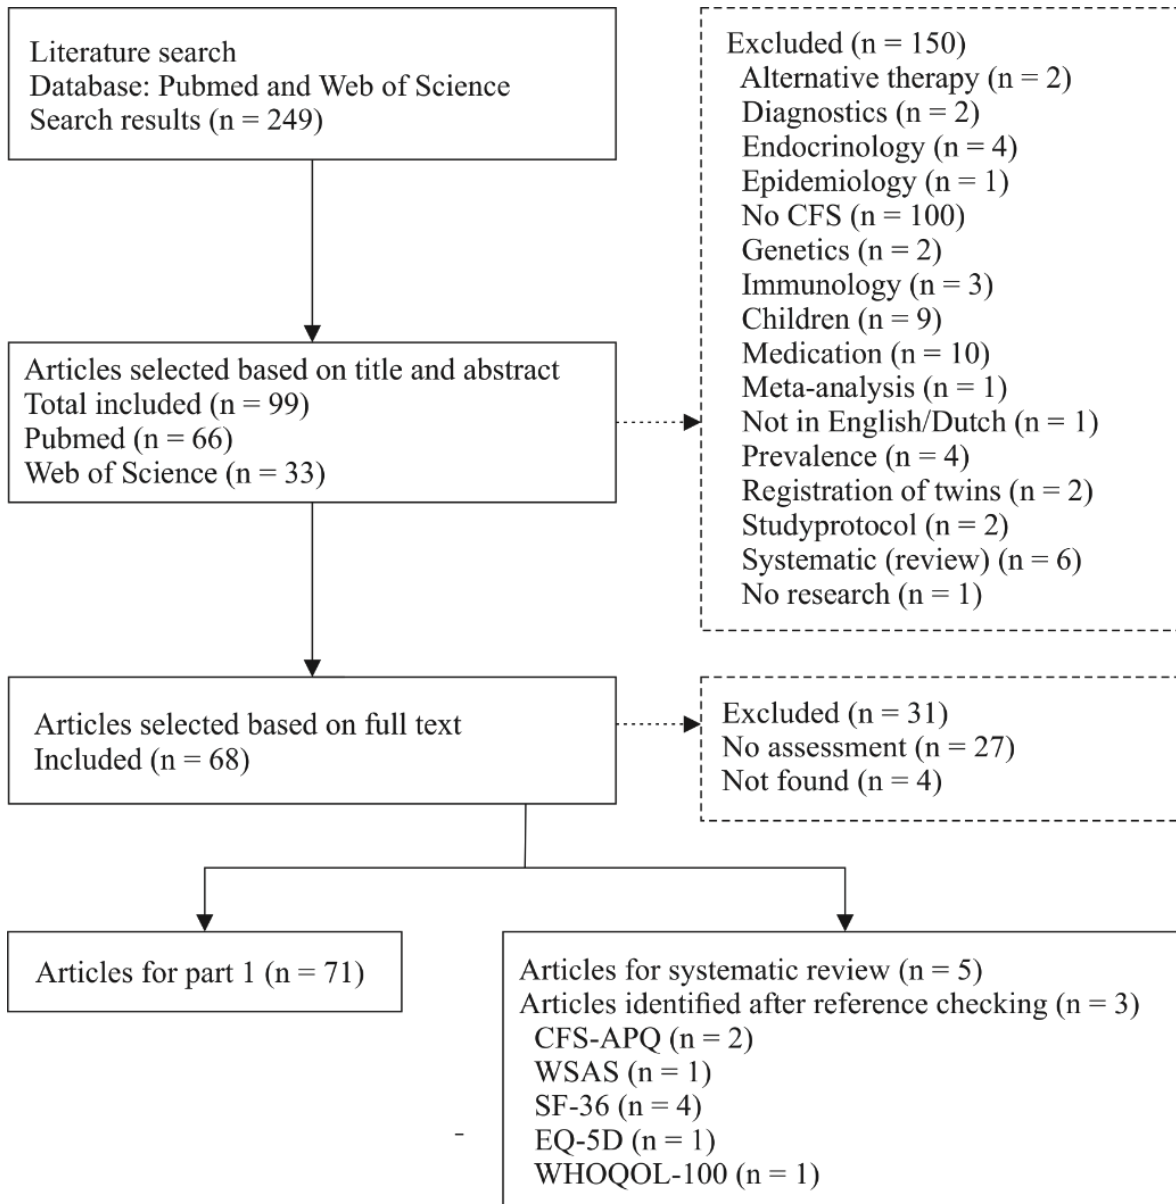 Literature search
Database: Pubmed and Web of Science
Search results (n = 249)
Excluded (n = 150)
Alternative therapy (n = 2)
Diagnostics (n = 2)
Endocrinology (n = 4)
Epidemiology (n = 1)
No CFS (n = 100)
Genetics (n = 2)
Immunology (n = 3)
Children (n = 9)
Medication (n = 10)
Meta-analysis (n = 1)
Not in English/Dutch (n = 1)
Prevalence (n = 4)
Registration of twins (n = 2)
Studyprotocol (n = 2)
Systematic (review) (n = 6)
No research (n = 1)
Articles selected based on title and abstract
Total included (n = 99)
Pubmed (n = 66)
Web of Science (n = 33)
Articles selected based on full text
Included (n = 68)
Excluded (n = 31)
No assessment (n = 27)
Not found (n = 4)
Articles for part 1 (n = 71)
Articles for systematic review (n = 5)
Articles identified after reference checking (n = 3)
CFS-APQ (n = 2)
WSAS (n = 1)
SF-36 (n = 4)
EQ-5D (n = 1)
WHOQOL-100 (n = 1)